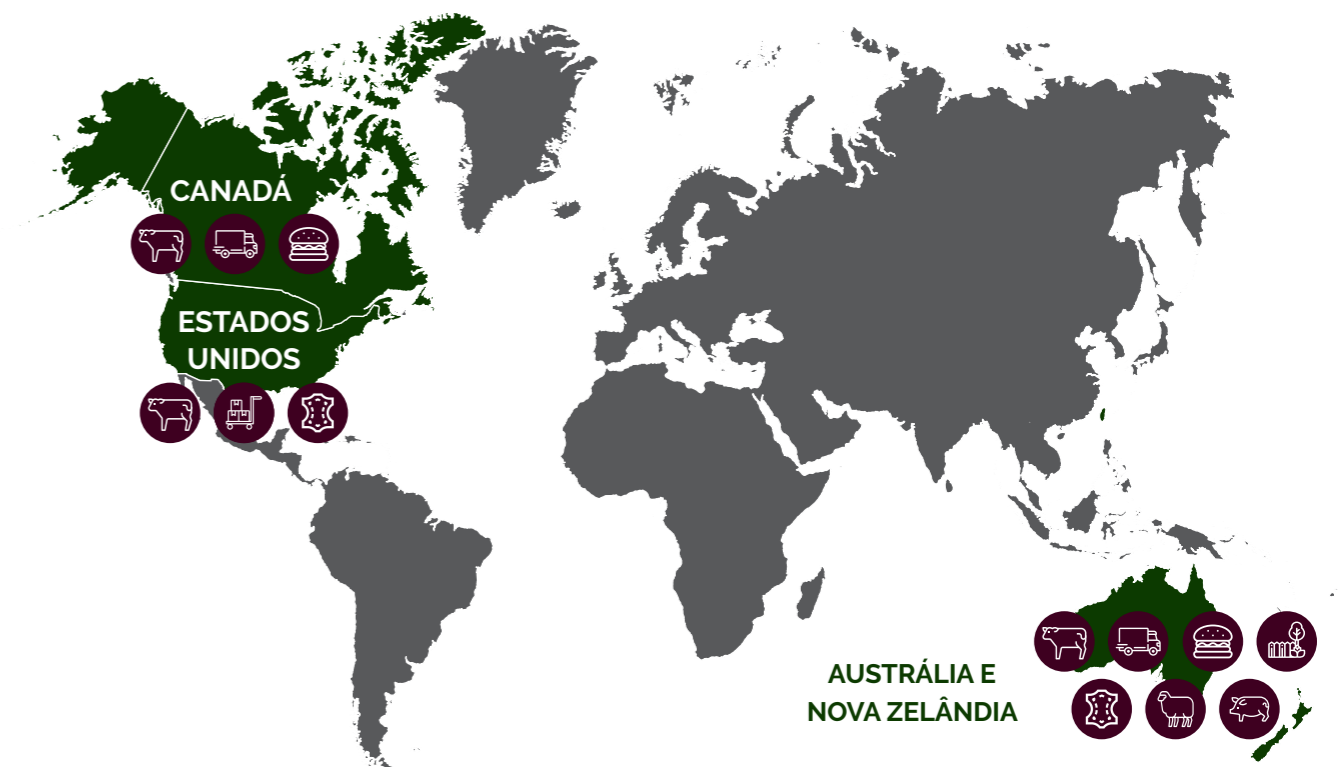 CANADÁ
ESTADOS
UNIDOS
AUSTRÁLIA E
NOVA ZELÂNDIA